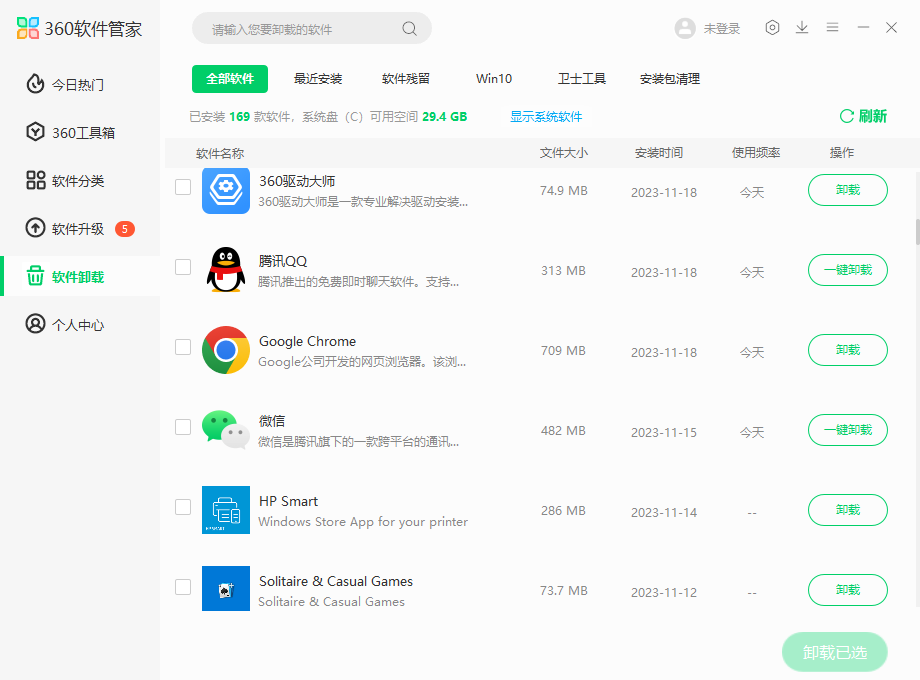 360软件管家
请输入您要卸载的软件
未登录
今日热门
360工具箱
软件分类
软件升级 5
软件卸载
个人中心
全部软件 最近安装 软件残留 Win10 卫士工具 安装包清理
已安装 169 款软件，系统盘（C）可用空间 29.4 GB 显示系统软件 刷新
软件名称 文件大小 安装时间 使用频率 操作
360驱动大师
360驱动大师是一款专业解决驱动安装...
74.9 MB 2023-11-18 今天 卸载
腾讯QQ
腾讯推出的免费即时聊天软件。支持...
313 MB 2023-11-18 今天 一键卸载
Google Chrome
Google公司开发的网页浏览器。该浏...
709 MB 2023-11-18 今天 卸载
微信
微信是腾讯旗下的一款跨平台的通讯...
482 MB 2023-11-15 今天 一键卸载
HP Smart
Windows Store App for your printer
286 MB 2023-11-14 -- 卸载
Solitaire & Casual Games
Solitaire & Casual Games
73.7 MB 2023-11-12 -- 卸载
卸载已选